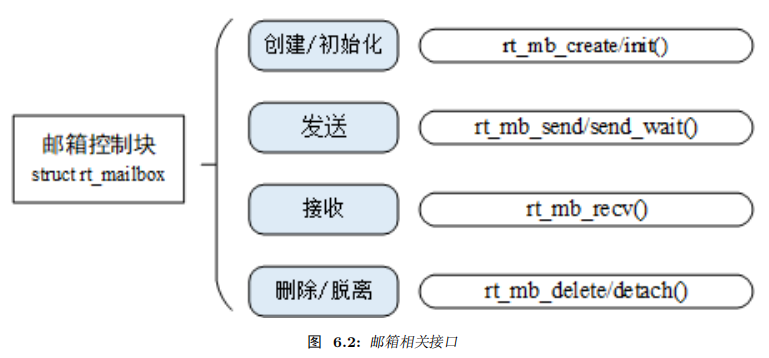 邮箱控制块
struct rt_mailbox
创建/初始化
rt_mb_create/init()
发送
rt_mb_send/send_wait()
接收
rt_mb_recv()
删除/脱离
rt_mb_delete/detach()
图 6.2: 邮箱相关接口